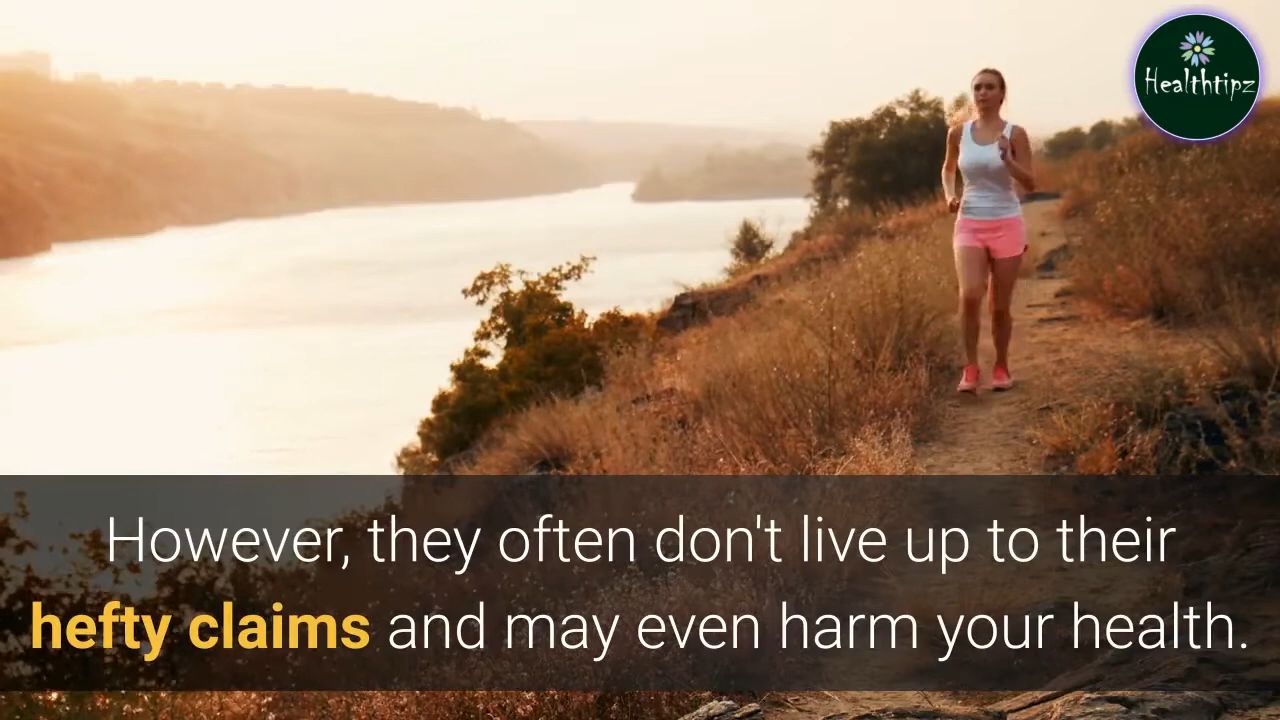 Healthtipz
However, they often don't live up to their
hefty claims and may even harm your health.